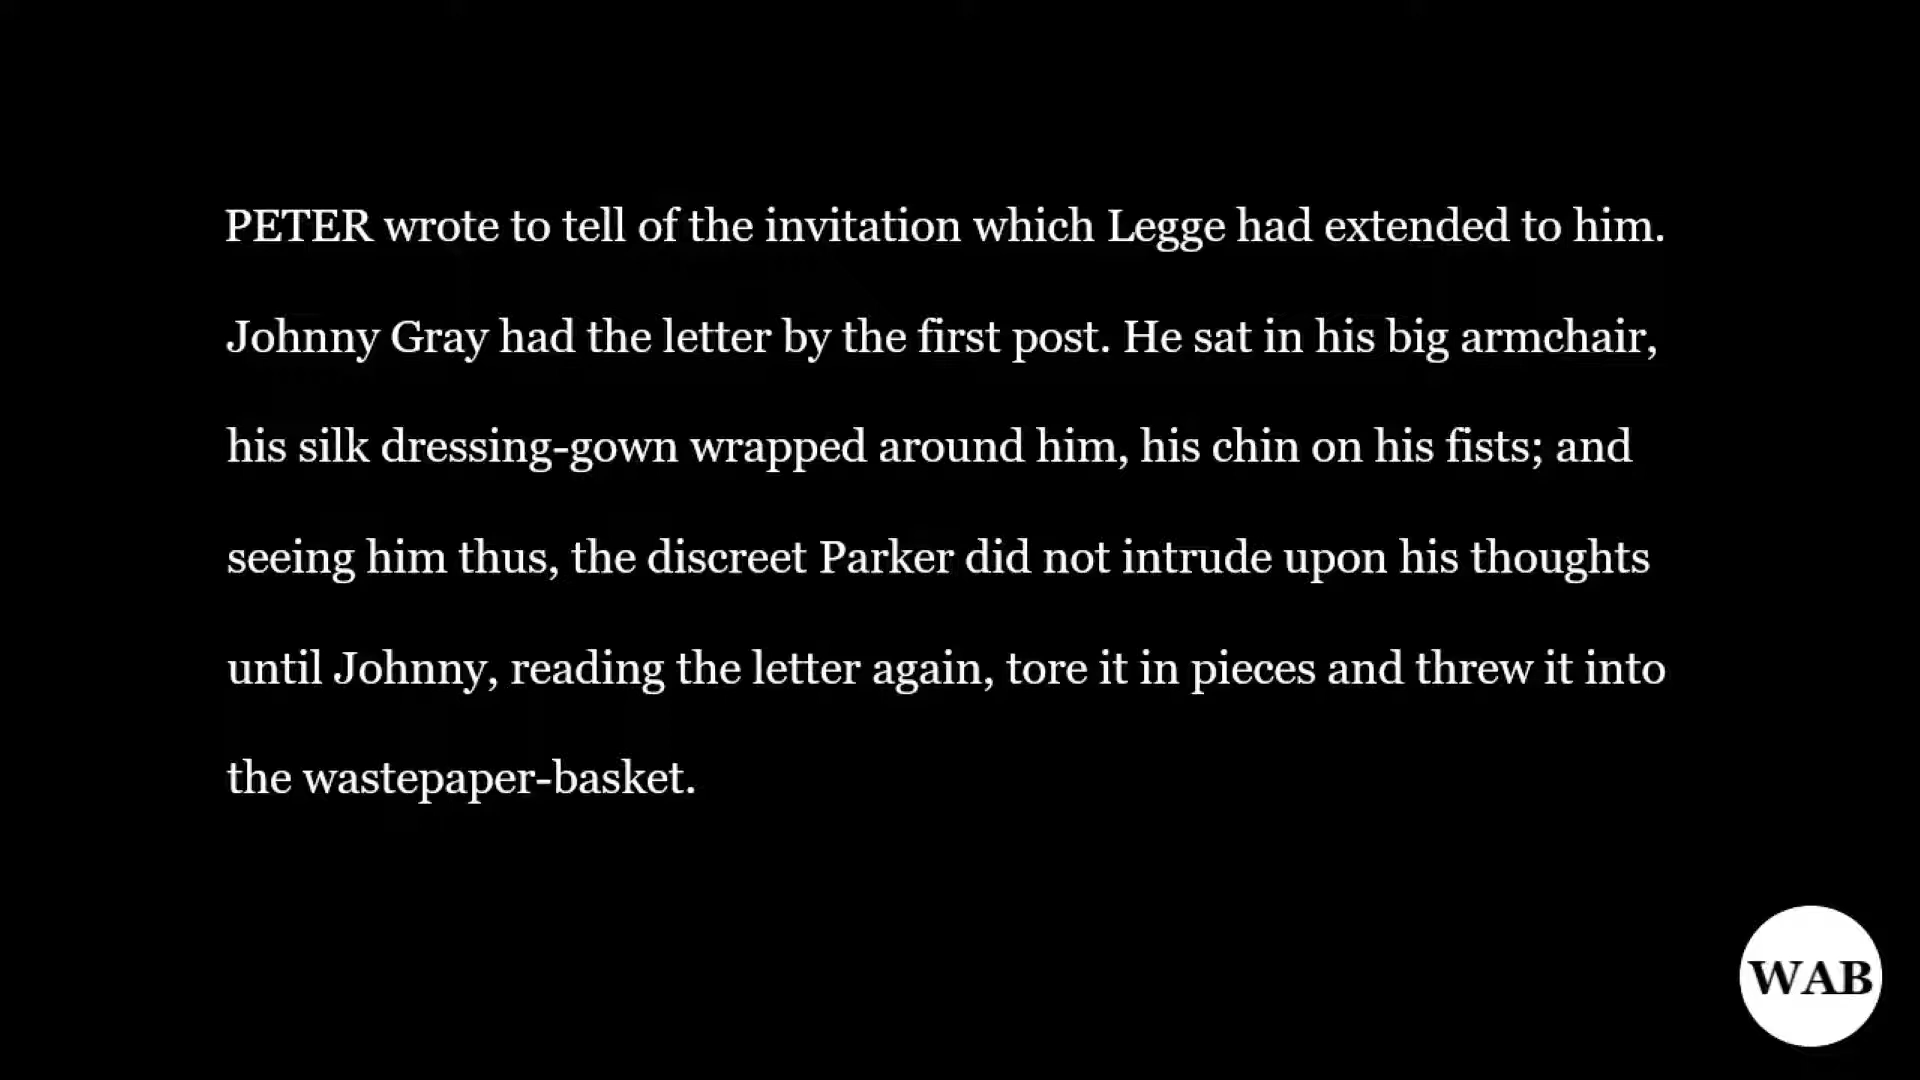 PETER wrote to tell of the invitation which Legge had extended to him.
Johnny Gray had the letter by the first post. He sat in his big armchair,
his silk dressing-gown wrapped around him, his chin on his fists; and
seeing him thus, the discreet Parker did not intrude upon his thoughts
until Johnny, reading the letter again, tore it in pieces and threw it into
the wastepaper-basket.
WAB